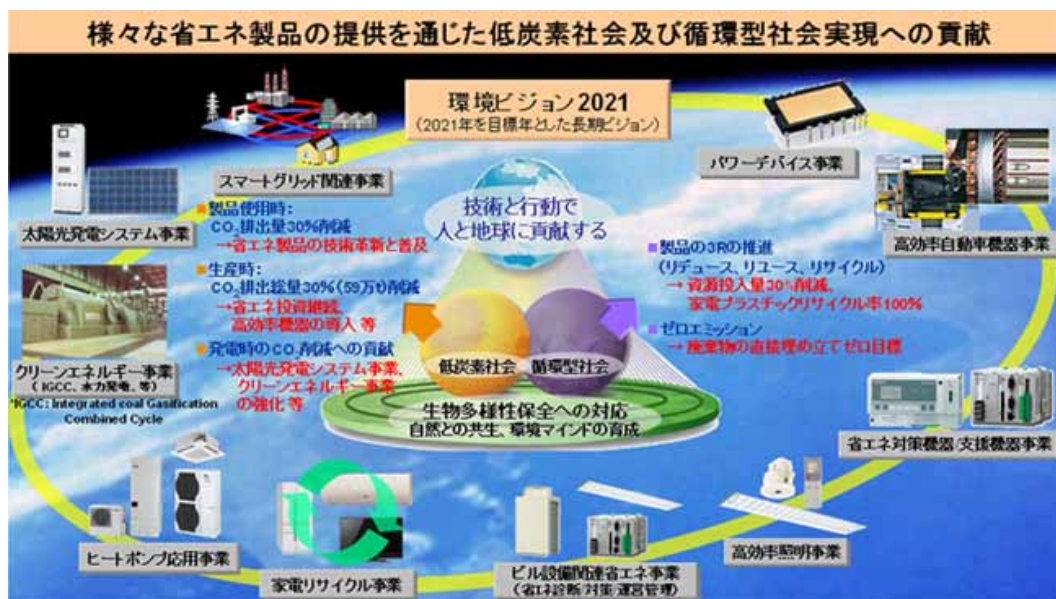 様々な省エネ製品の提供を通じた低炭素社会及び循環型社会実現への貢献
環境ビジョン2021
（2021年を目標年とした長期ビジョン）
スマートグリッド関連事業
パワーデバイス事業
太陽光発電システム事業
高効率自動車機器事業
技術と行動で
人と地球に貢献する
■製品使用時：
CO₂排出量30%削減
→省エネ製品の技術革新と普及
■生産時：
CO₂排出総量30%（59万t）削減
→省エネ投資継続、
高効率機器の導入 等
■発電時のCO₂削減への貢献
→太陽光発電システム事業、
クリーンエネルギー事業
の強化 等
■製品の3Rの推進
（リデュース、リユース、リサイクル）
→ 資源投入量30%削減、
家電プラスチックリサイクル率100%
■ゼロエミッション
→ 廃棄物の直接埋め立てゼロ目標
低炭素社会
循環型社会
生物多様性保全への対応
自然との共生、環境マインドの育成
クリーンエネルギー事業
（IGCC、水力発電、等）
*IGCC: Integrated coal Gasification
Combined Cycle
省エネ対策機器/支援機器事業
ヒートポンプ応用事業
家電リサイクル事業
ビル設備関連省エネ事業
（省エネ診断/対策/運営管理）
高効率照明事業